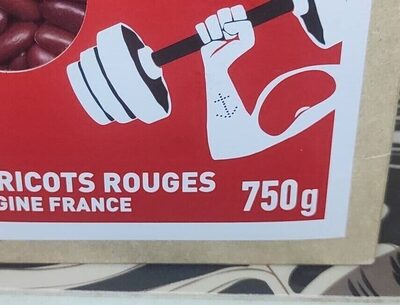 RICOTS ROUGES
GINE FRANCE
750g